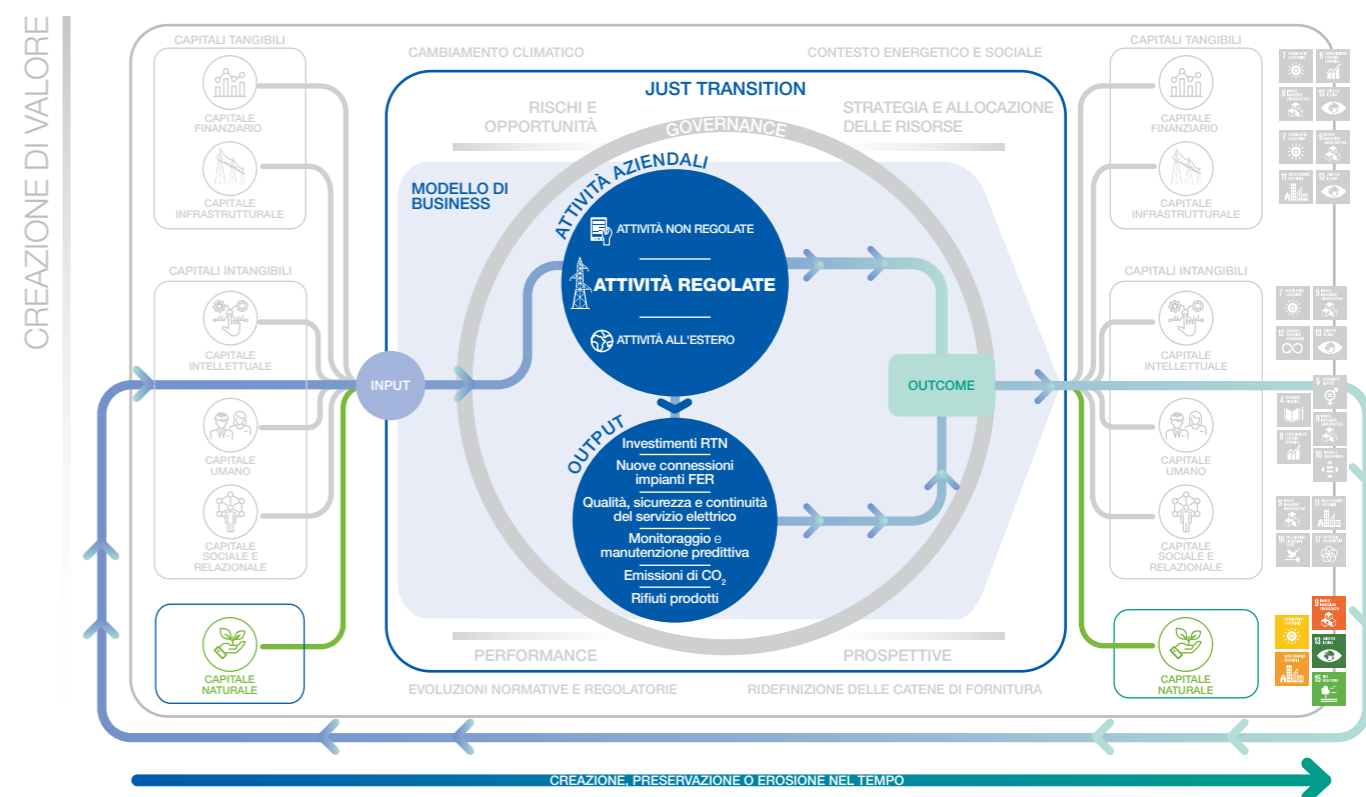 CREAZIONE DI VALORE
CAPITALI TANGIBILI
CAPITALE
FINANZIARIO
CAPITALE
INFRASTRUTTURALE
CAPITALI INTANGIBILI
CAPITALE
INTELLETTUALE
CAPITALE
UMANO
CAPITALE
SOCIALE E
RELAZIONALE
CAPITALE
NATURALE
INPUT
CAMBIAMENTO CLIMATICO
CONTESTO ENERGETICO E SOCIALE
JUST TRANSITION
RISCHI E
OPPORTUNITÀ
STRATEGIA E ALLOCAZIONE
DELLE RISORSE
GOVERNANCE
MODELLO DI
BUSINESS
ATTIVITÀ AZIENDALI
ATTIVITÀ NON REGOLATE
ATTIVITÀ REGOLATE
ATTIVITÀ ALL'ESTERO
OUTPUT
Investimenti RTN
Nuove connessioni
impianti FER
Qualità, sicurezza e continuità
del servizio elettrico
Monitoraggio e
manutenzione predittiva
Emissioni di CO₂
Rifiuti prodotti
OUTCOME
PERFORMANCE
PROSPETTIVE
EVOLUZIONI NORMATIVE E REGOLATORIE
RIDEFINIZIONE DELLE CATENE DI FORNITURA
CAPITALI TANGIBILI
CAPITALE
FINANZIARIO
CAPITALE
INFRASTRUTTURALE
CAPITALI INTANGIBILI
CAPITALE
INTELLETTUALE
CAPITALE
UMANO
CAPITALE
SOCIALE E
RELAZIONALE
CAPITALE
NATURALE
CREAZIONE, PRESERVAZIONE O EROSIONE NEL TEMPO